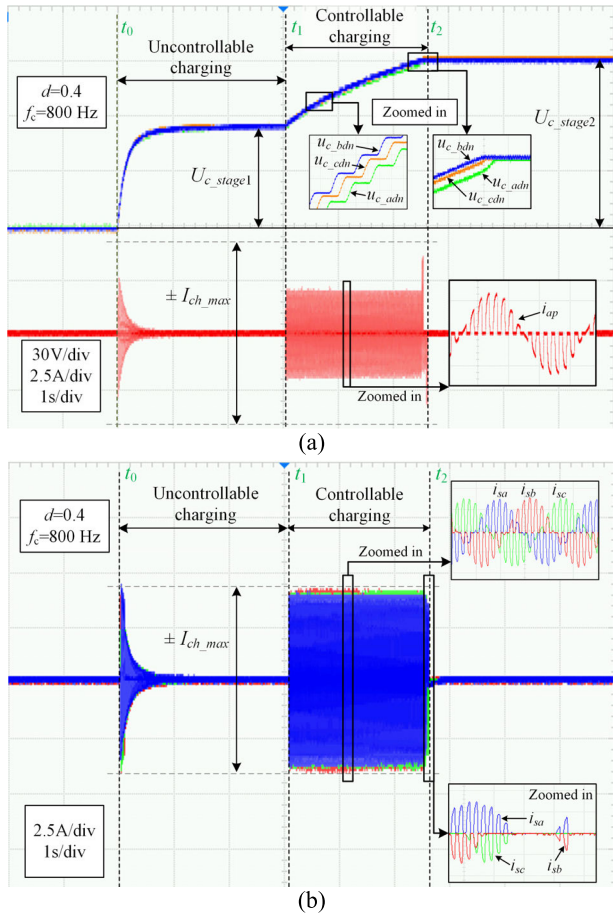 t0
t1
t2
Uncontrollable
charging
Controllable
charging
d=0.4
fc=800 Hz
Zoomed in
Uc_stage1
Uc_stage2
uc_bdn
uc_cdn
uc_adn
uc_bdn
uc_adn
uc_cdn
± Ich_max
iap
30V/div
2.5A/div
1s/div
Zoomed in
(a)
t0
t1
t2
d=0.4
fc=800 Hz
Uncontrollable
charging
Controllable
charging
isa isb isc
Zoomed in
± Ich_max
Zoomed in
isa
isc
isb
2.5A/div
1s/div
(b)